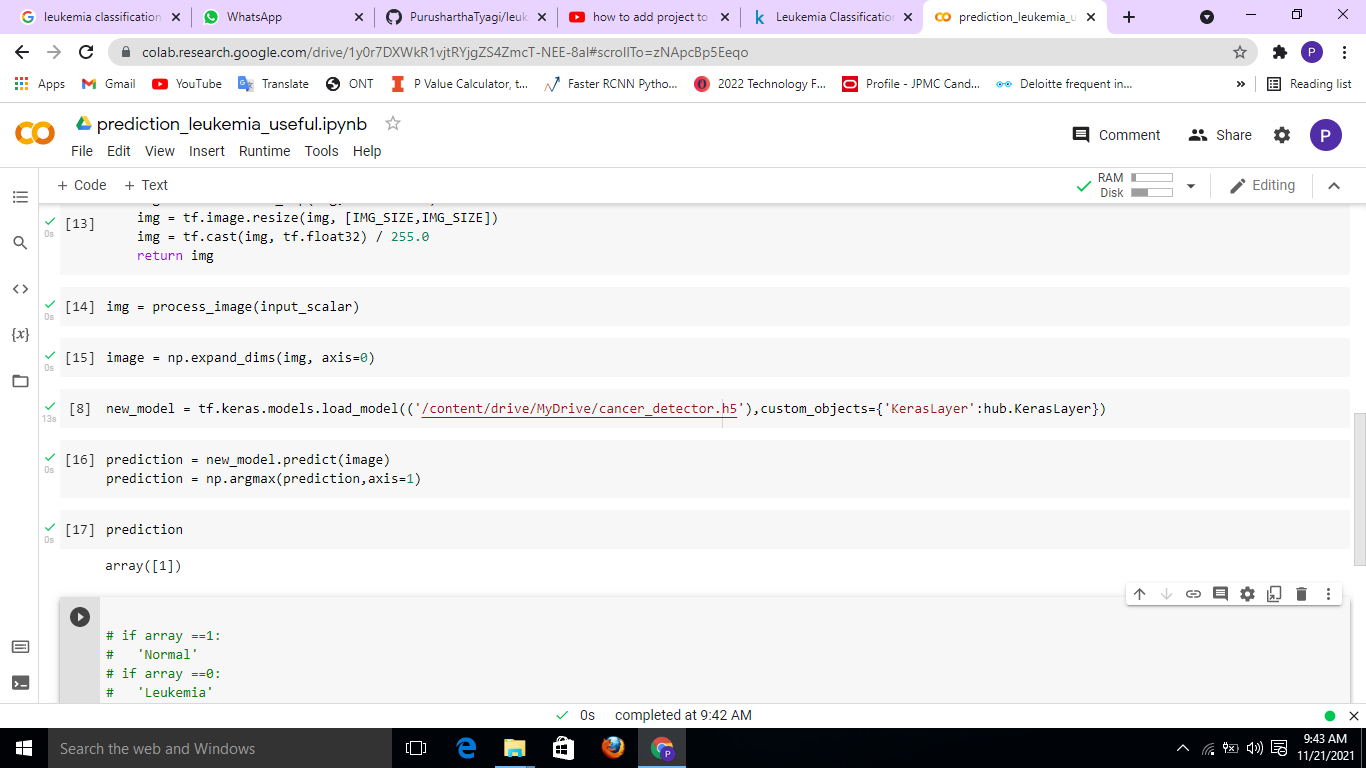 leukemia classification
WhatsApp
PurusharthaTyagi/leuk
how to add project to
Leukemia Classification
prediction_leukemia_u
colab.research.google.com/drive/1y0r7DXWkR1vjtRYjgZS4ZmcT-NEE-8al#scrollTo=zNApcBp5Eeqo
P
Apps
Gmail
YouTube
Translate
ONT
P Value Calculator, t...
Faster RCNN Pytho...
2022 Technology F...
Profile - JPMC Cand...
Deloitte frequent in...
»
Reading list
prediction_leukemia_useful.ipynb
File Edit View Insert Runtime Tools Help
Comment
Share
P
+ Code + Text
RAM
Disk
Editing
[13]
0s
img = tf.image.resize(img, [IMG_SIZE,IMG_SIZE])
img = tf.cast(img, tf.float32) / 255.0
return img
[14] img = process_image(input_scalar)
0s
[15] image = np.expand_dims(img, axis=0)
0s
[8] new_model = tf.keras.models.load_model(('/content/drive/MyDrive/cancer_detector.h5'),custom_objects={'KerasLayer':hub.KerasLayer})
13s
[16] prediction = new_model.predict(image)
0s
prediction = np.argmax(prediction,axis=1)
[17] prediction
0s
array([1])
# if array ==1:
#   'Normal'
# if array ==0:
#   'Leukemia'
0s completed at 9:42 AM
Search the web and Windows
9:43 AM
11/21/2021